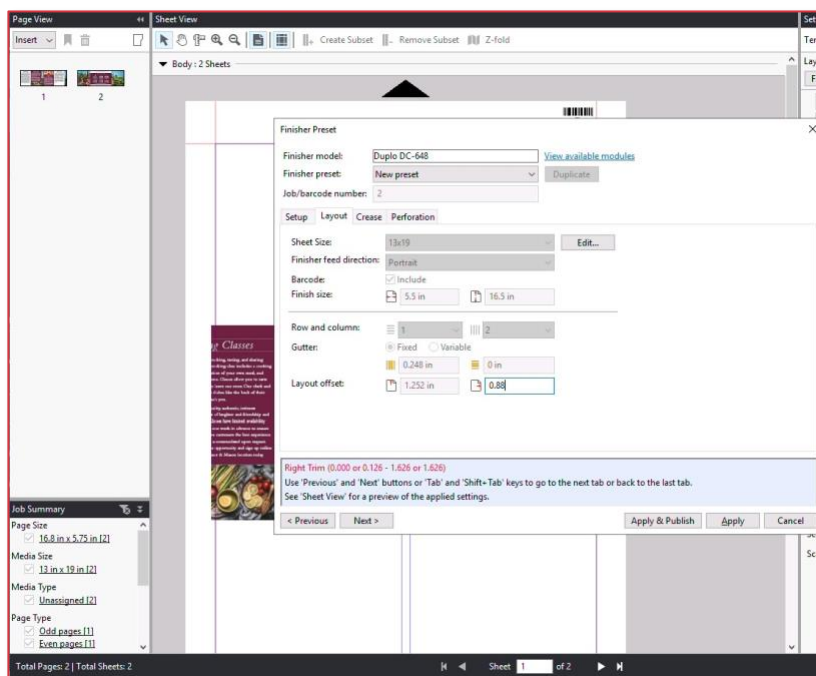 Page View
Sheet View
Set
Insert
Create Subset
Remove Subset
Z-fold
Ter
Body : 2 Sheets
Lay
F
1
2
Finisher Preset
Finisher model: Duplo DC-648 View available modules
Finisher preset: New preset Duplicate
Job/barcode number: 2
Setup Layout Crease Perforation
Sheet Size: 13x19 Edit...
Finisher feed direction: Portrait
Barcode: Include
Finish size: 5.5 in 16.5 in
Row and column: 1 2
Gutter: Fixed Variable
0.248 in 0 in
Layout offset: 1.252 in 0.88
g Classes
Right Trim (0.000 or 0.126 - 1.626 or 1.626)
Use 'Previous' and 'Next' buttons or 'Tab' and 'Shift+Tab' keys to go to the next tab or back to the last tab.
See 'Sheet View' for a preview of the applied settings.
< Previous Next > Apply & Publish Apply Cancel
Job Summary
Page Size
16.8 in x 5.75 in [2]
Media Size
13 in x 19 in [2]
Media Type
Unassigned [2]
Page Type
Odd pages [1]
Even pages [1]
Sc
Total Pages: 2 | Total Sheets: 2
Sheet 1 of 2